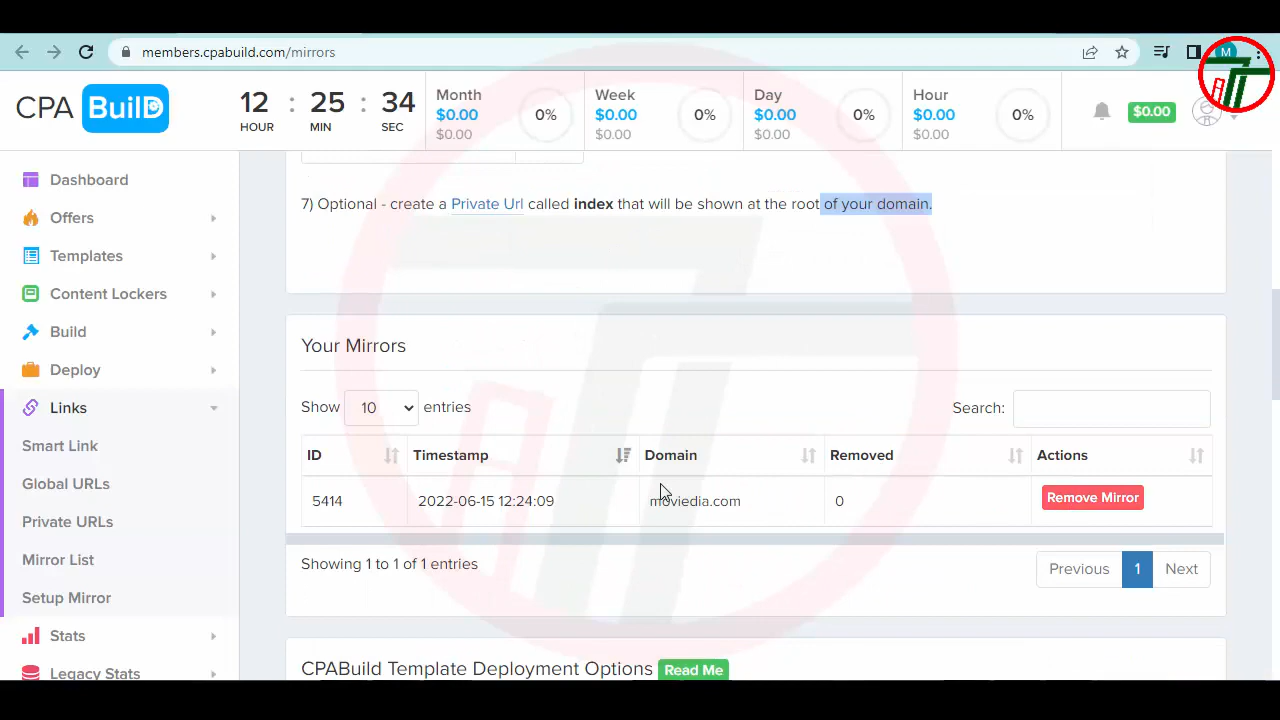 members.cpabuild.com/mirrors
M
CPA BuilD
12 : 25 : 34
HOUR MIN SEC
Month
$0.00
$0.00
0%
Week
$0.00
$0.00
0%
Day
$0.00
$0.00
0%
Hour
$0.00
$0.00
0%
$0.00
Dashboard
Offers
Templates
Content Lockers
Build
Deploy
Links
Smart Link
Global URLs
Private URLs
Mirror List
Setup Mirror
Stats
Legacy Stats
7) Optional - create a Private Url called index that will be shown at the root of your domain.
Your Mirrors
Show 10 entries
Search:
ID Timestamp Domain Removed Actions
5414 2022-06-15 12:24:09 moviedia.com 0 Remove Mirror
Showing 1 to 1 of 1 entries
Previous 1 Next
CPABuild Template Deployment Options Read Me